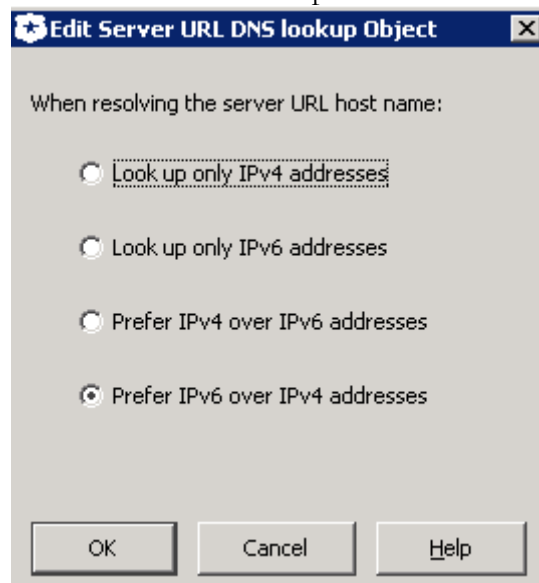 Edit Server URL DNS lookup Object
When resolving the server URL host name:
Look up only IPv4 addresses
Look up only IPv6 addresses
Prefer IPv4 over IPv6 addresses
Prefer IPv6 over IPv4 addresses
OK Cancel Help